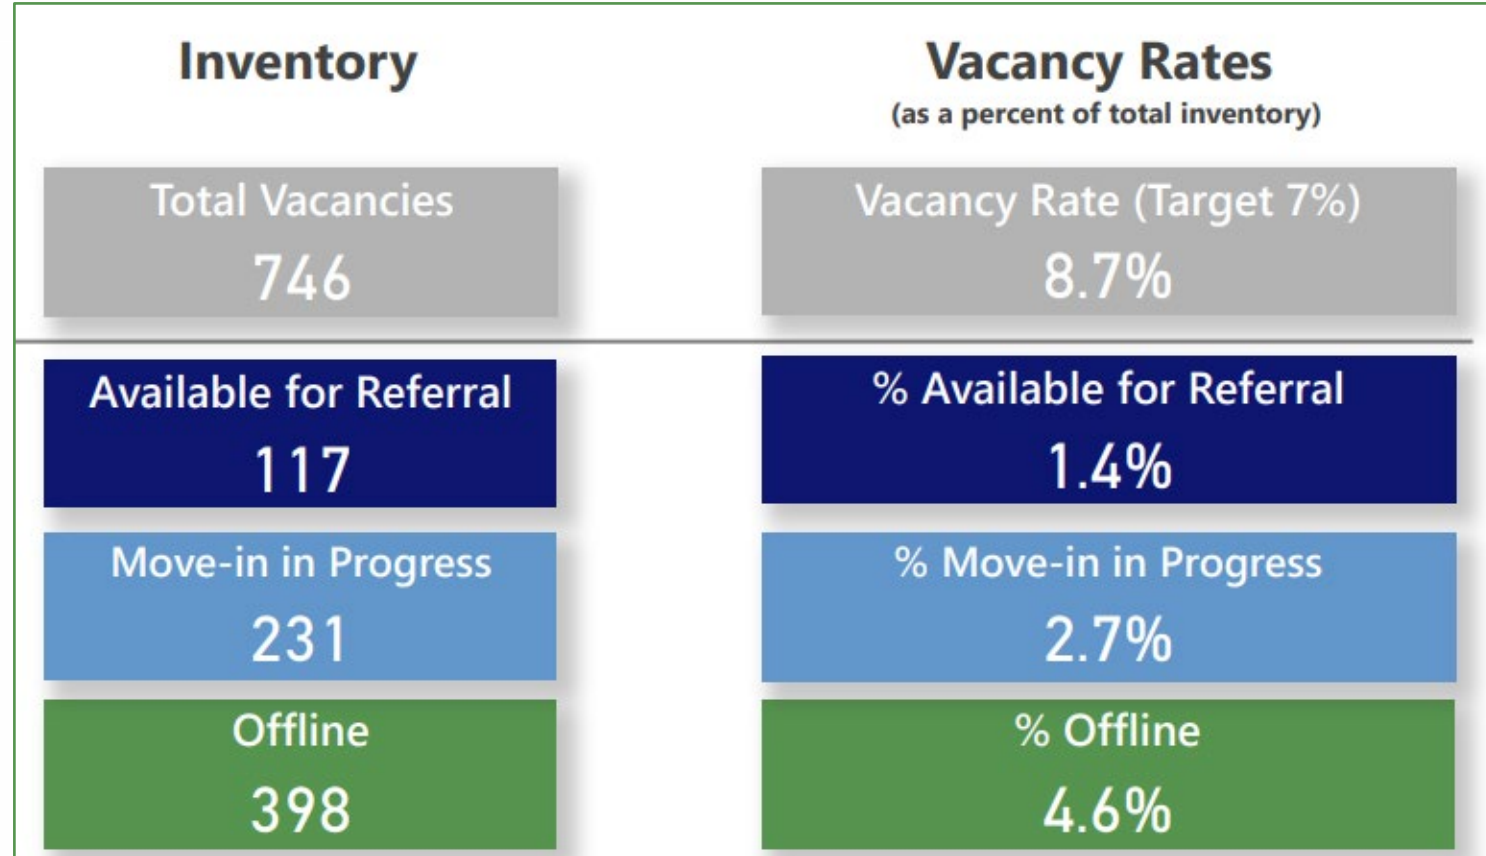 Inventory
Total Vacancies
746
Available for Referral
117
Move-in in Progress
231
Offline
398
Vacancy Rates
(as a percent of total inventory)
Vacancy Rate (Target 7%)
8.7%
% Available for Referral
1.4%
% Move-in in Progress
2.7%
% Offline
4.6%